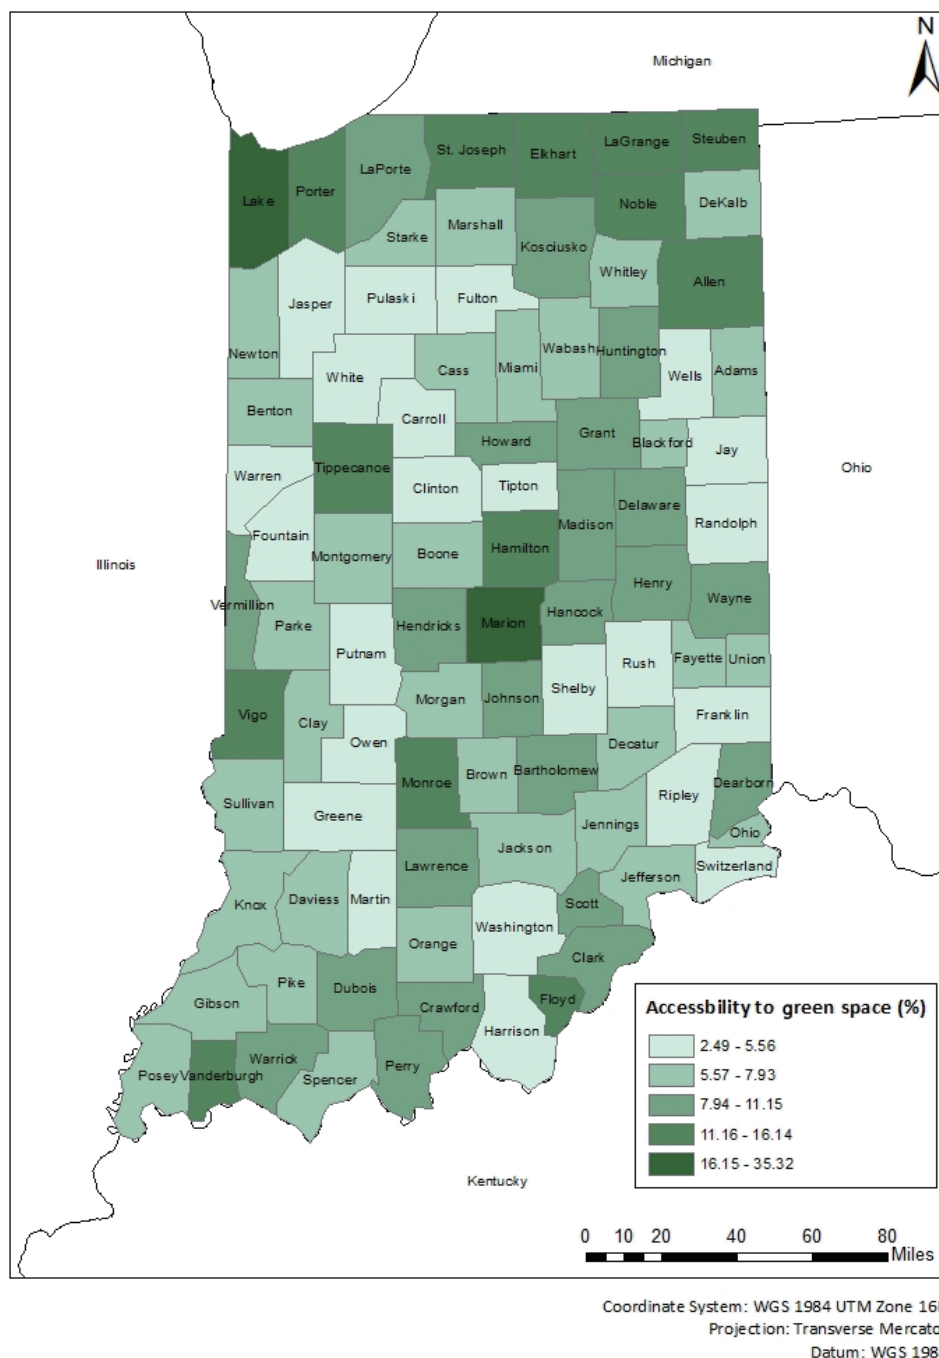 N
Michigan
St. Joseph
Elkhart
LaGrange
Steuben
LaPorte
Lake
Porter
Noble
DeKalb
Starke
Marshall
Kosciusko
Whitley
Allen
Jasper
Pulaski
Fulton
Newton
White
Cass
Miami
Wabash
Huntington
Wells
Adams
Benton
Carroll
Howard
Grant
Blackford
Jay
Ohio
Warren
Tippecanoe
Clinton
Tipton
Madison
Delaware
Randolph
Fountain
Illinois
Montgomery
Boone
Hamilton
Henry
Wayne
Vermillion
Parke
Hendricks
Marion
Hancock
Putnam
Rush
Fayette
Union
Shelby
Morgan
Johnson
Franklin
Vigo
Clay
Owen
Decatur
Monroe
Brown
Bartholomew
Dearborn
Ripley
Sullivan
Greene
Jennings
Ohio
Jackson
Switzerland
Lawrence
Jefferson
Knox
Daviess
Martin
Scott
Washington
Orange
Clark
Pike
Dubois
Gibson
Crawford
Floyd
Harrison
Warrick
Perry
Posey
Vanderburgh
Spencer
Accessbility to green space (%)
2.49 - 5.56
5.57 - 7.93
7.94 - 11.15
11.16 - 16.14
16.15 - 35.32
Kentucky
0 10 20 40 60 80
Miles
Coordinate System: WGS 1984 UTM Zone 16
Projection: Transverse Mercato
Datum: WGS 198